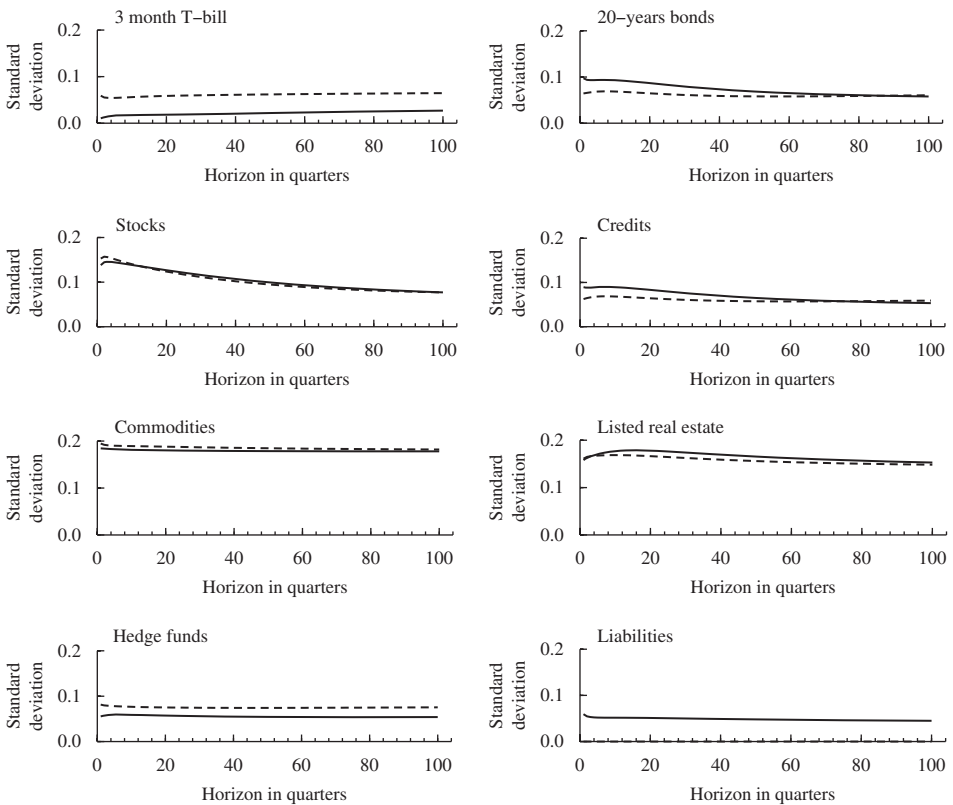 3 month T−bill
Standard
deviation
0.2
0.1
0.0
0 20 40 60 80 100
Horizon in quarters
20−years bonds
Standard
deviation
0.2
0.1
0.0
0 20 40 60 80 100
Horizon in quarters
Stocks
Standard
deviation
0.2
0.1
0.0
0 20 40 60 80 100
Horizon in quarters
Credits
Standard
deviation
0.2
0.1
0.0
0 20 40 60 80 100
Horizon in quarters
Commodities
Standard
deviation
0.2
0.1
0.0
0 20 40 60 80 100
Horizon in quarters
Listed real estate
Standard
deviation
0.2
0.1
0.0
0 20 40 60 80 100
Horizon in quarters
Hedge funds
Standard
deviation
0.2
0.1
0.0
0 20 40 60 80 100
Horizon in quarters
Liabilities
Standard
deviation
0.2
0.1
0.0
0 20 40 60 80 100
Horizon in quarters